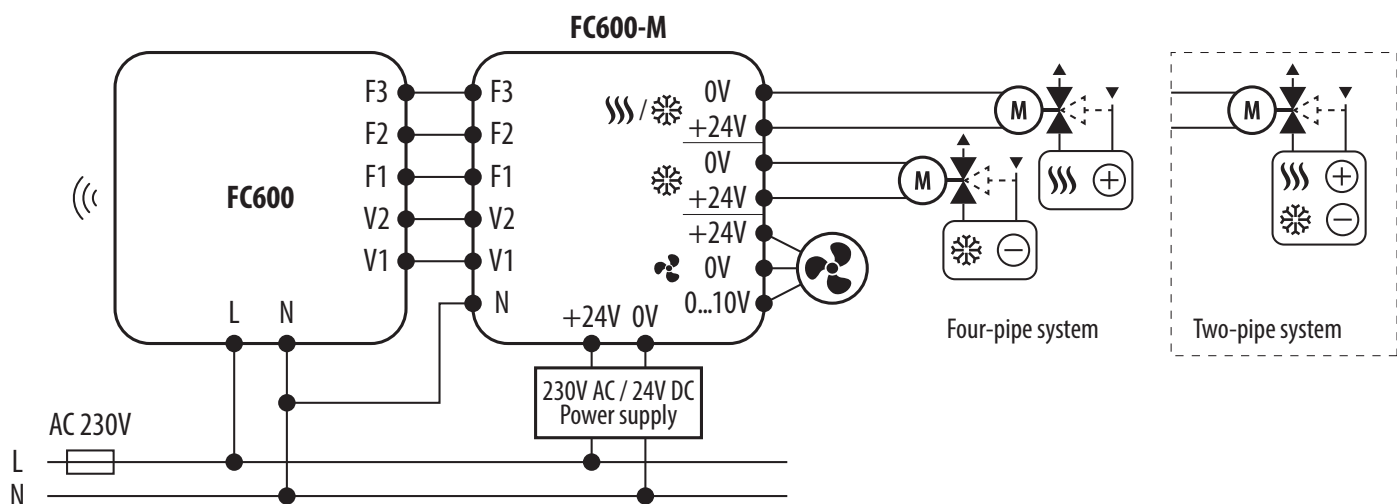 FC600-M
F3
F2
F1
V2
V1
FC600
L N
F3
F2
F1
V2
V1
N
/
0V
+24V
0V
+24V
+24V
0V
0...10V
+24V 0V
M
M
M
Four-pipe system
Two-pipe system
230V AC / 24V DC
Power supply
AC 230V
L
N